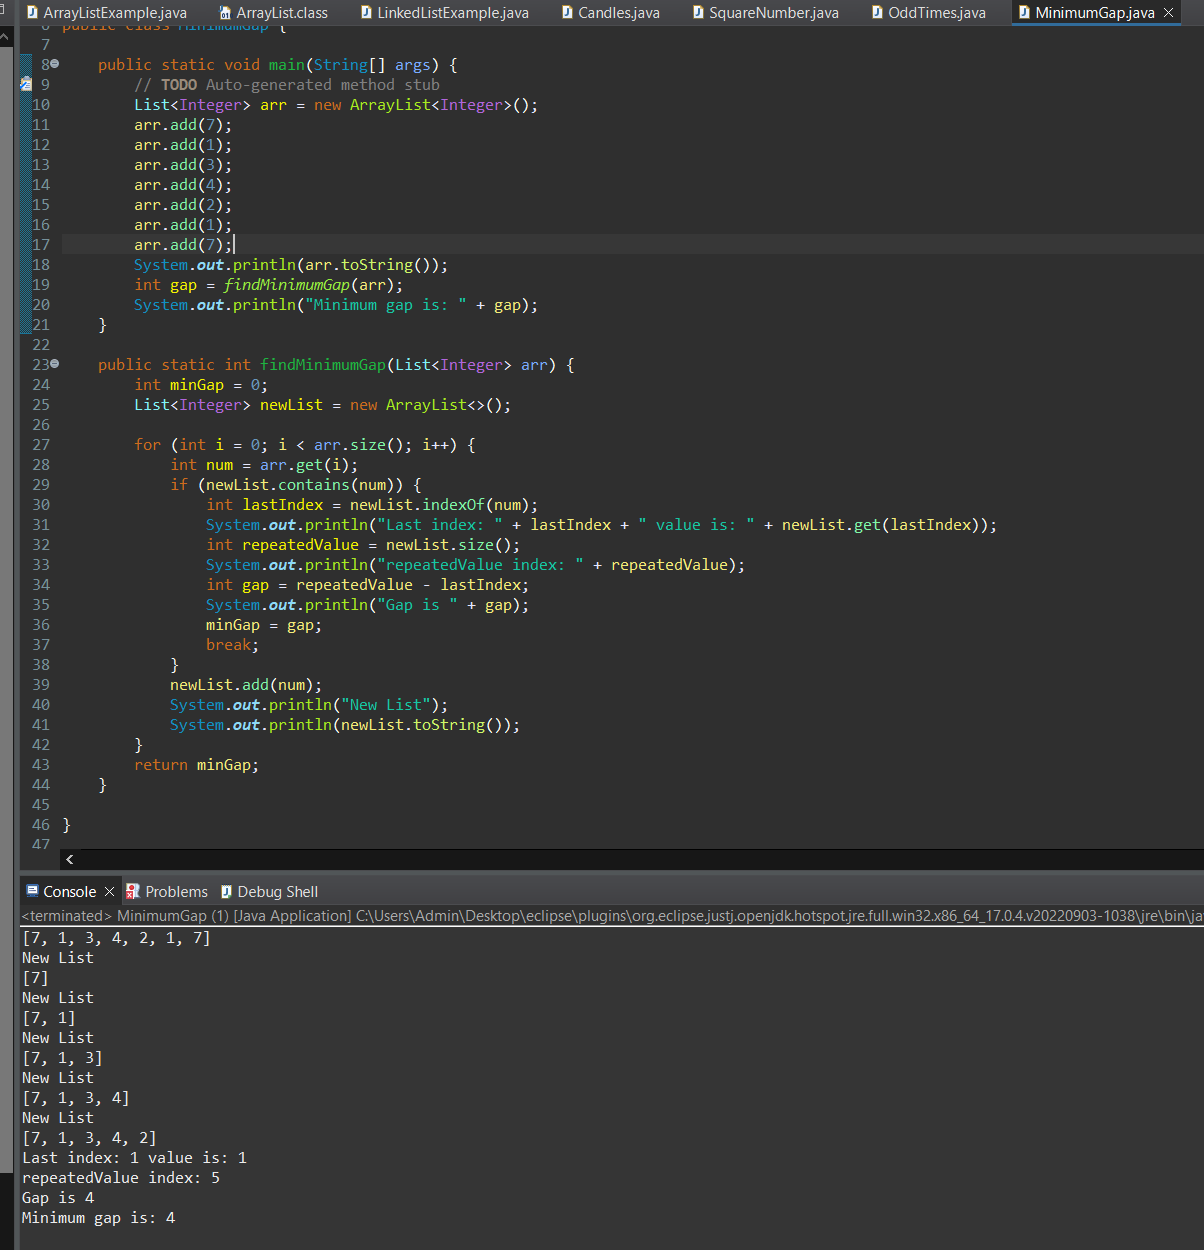 ArrayListExample.java ArrayList.class LinkedListExample.java Candles.java SquareNumber.java OddTimes.java MinimumGap.java
6 public class MinimumGap {
7
8 public static void main(String[] args) {
9 // TODO Auto-generated method stub
10 List<Integer> arr = new ArrayList<Integer>();
11 arr.add(7);
12 arr.add(1);
13 arr.add(3);
14 arr.add(4);
15 arr.add(2);
16 arr.add(1);
17 arr.add(7);
18 System.out.println(arr.toString());
19 int gap = findMinimumGap(arr);
20 System.out.println("Minimum gap is: " + gap);
21 }
22
23 public static int findMinimumGap(List<Integer> arr) {
24 int minGap = 0;
25 List<Integer> newList = new ArrayList<>();
26
27 for (int i = 0; i < arr.size(); i++) {
28 int num = arr.get(i);
29 if (newList.contains(num)) {
30 int lastIndex = newList.indexOf(num);
31 System.out.println("Last index: " + lastIndex + " value is: " + newList.get(lastIndex));
32 int repeatedValue = newList.size();
33 System.out.println("repeatedValue index: " + repeatedValue);
34 int gap = repeatedValue - lastIndex;
35 System.out.println("Gap is " + gap);
36 minGap = gap;
37 break;
38 }
39 newList.add(num);
40 System.out.println("New List");
41 System.out.println(newList.toString());
42 }
43 return minGap;
44 }
45
46 }
47
Console Problems Debug Shell
<terminated> MinimumGap (1) [Java Application] C:\Users\Admin\Desktop\eclipse\plugins\org.eclipse.justj.openjdk.hotspot.jre.full.win32.x86_64_17.0.4.v20220903-1038\jre\bin\ja
[7, 1, 3, 4, 2, 1, 7]
New List
[7]
New List
[7, 1]
New List
[7, 1, 3]
New List
[7, 1, 3, 4]
New List
[7, 1, 3, 4, 2]
Last index: 1 value is: 1
repeatedValue index: 5
Gap is 4
Minimum gap is: 4